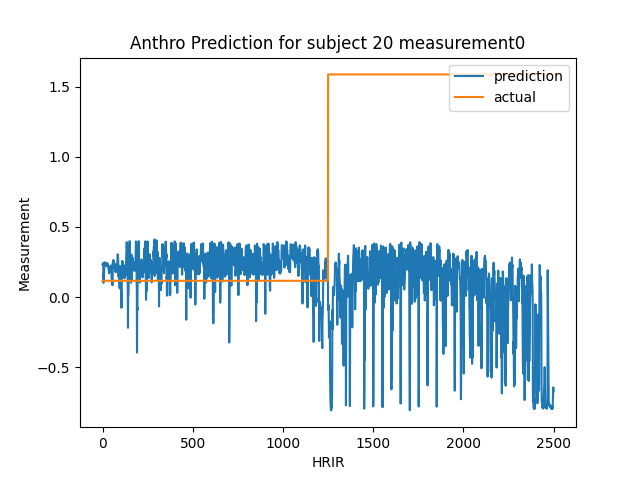 Anthro Prediction for subject 20 measurement0
prediction
actual
1.5
1.0
0.5
0.0
−0.5
Measurement
0
500
1000
1500
2000
2500
HRIR